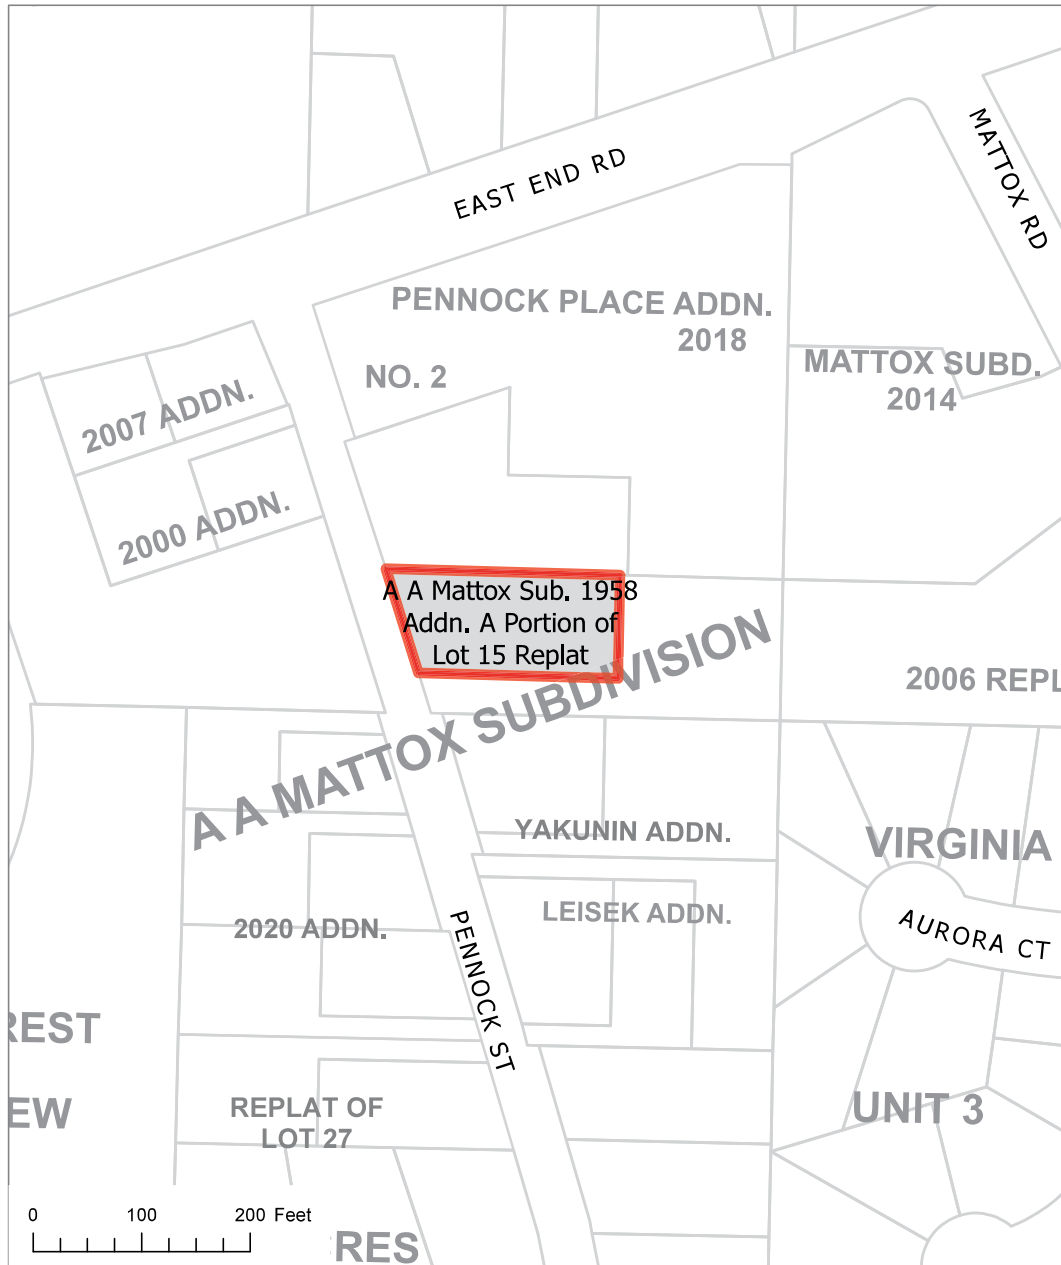 EAST END RD
MATTOX RD
PENNOCK PLACE ADDN.
2018
NO. 2
MATTOX SUBD.
2014
2007 ADDN.
2000 ADDN.
A A Mattox Sub. 1958
Addn. A Portion of
Lot 15 Replat
A A MATTOX SUBDIVISION
2006 REPL
YAKUNIN ADDN.
VIRGINIA
LEISEK ADDN.
2020 ADDN.
AURORA CT
PENNOCK ST
REST
EW
REPLAT OF
LOT 27
UNIT 3
0 100 200 Feet
RES